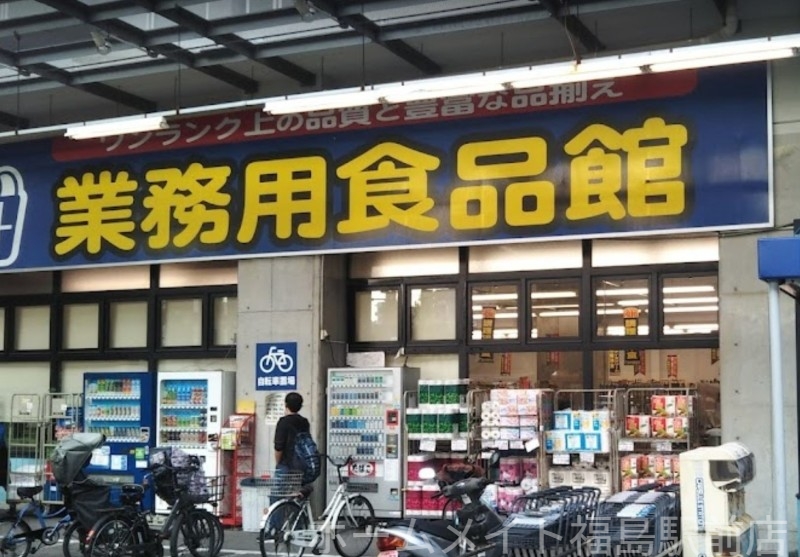 ワンランク上の品質と豊富な品揃え
業務用食品館
自転車置場
ホームメイト福島駅前店